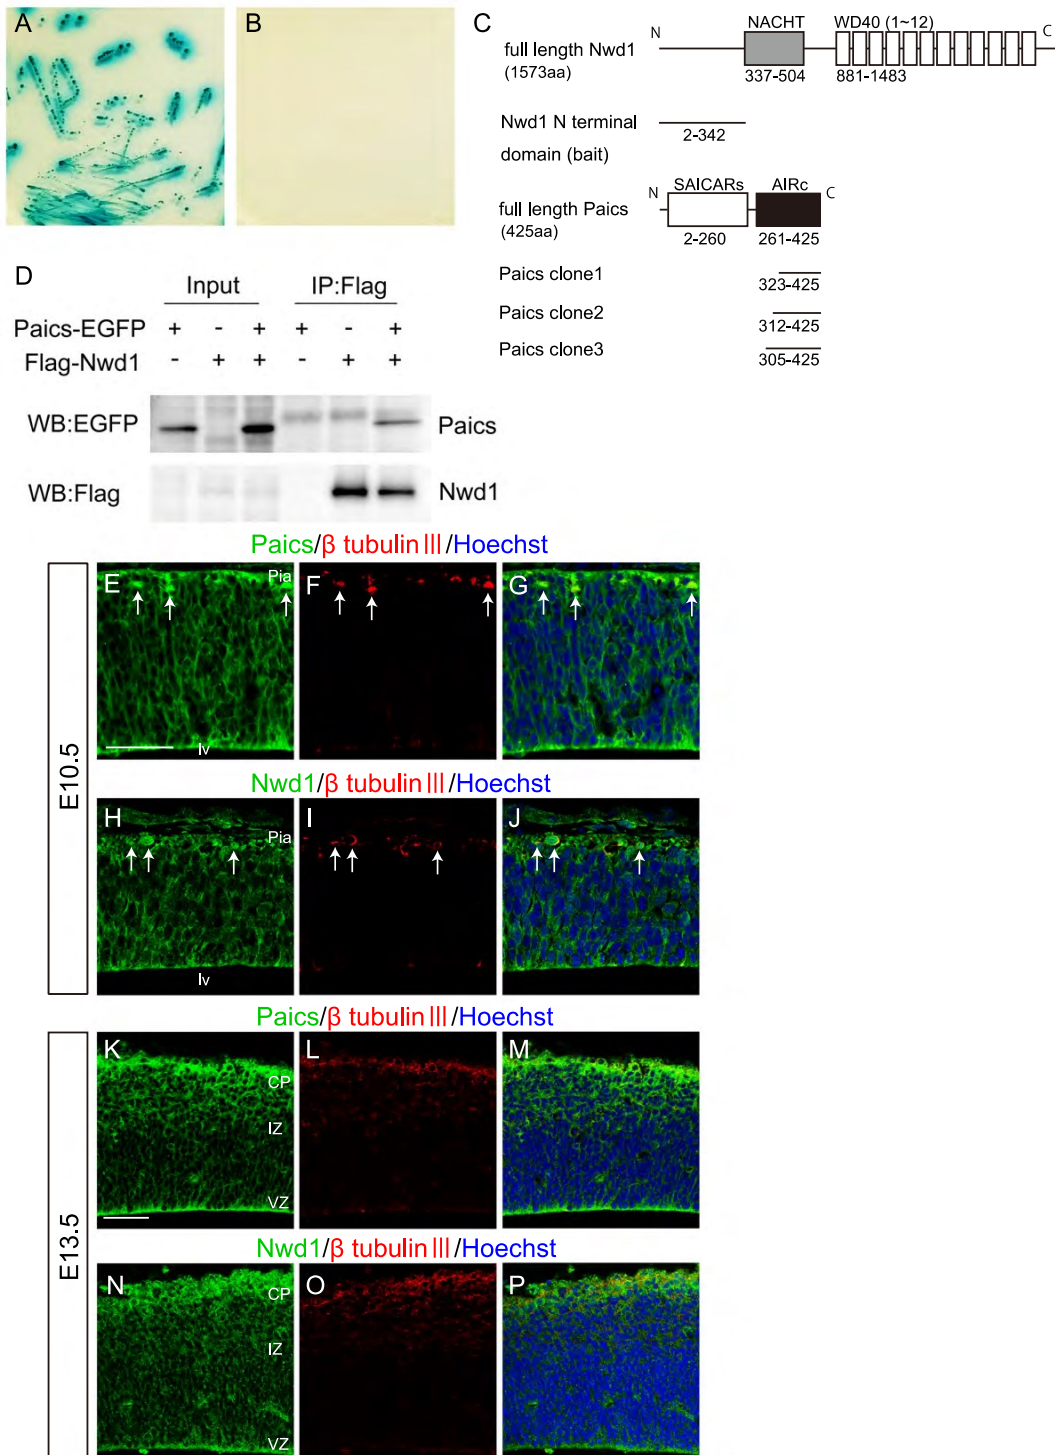 A
B
C
N
NACHT
WD40 (1~12)
C
full length Nwd1
(1573aa)
337-504
881-1483
Nwd1 N terminal
domain (bait)
2-342
N
SAICARs
AIRc
C
full length Paics
(425aa)
2-260
261-425
Paics clone1
323-425
Paics clone2
312-425
Paics clone3
305-425
D
Input
IP:Flag
Paics-EGFP
+ - + + - +
Flag-Nwd1
- + + - + +
WB:EGFP
Paics
WB:Flag
Nwd1
Paics/β tubulin III/Hoechst
E10.5
E
Pia
lv
F
G
Nwd1/β tubulin III/Hoechst
H
Pia
lv
I
J
Paics/β tubulin III/Hoechst
E13.5
K
CP
IZ
VZ
L
M
Nwd1/β tubulin III/Hoechst
N
CP
IZ
VZ
O
P